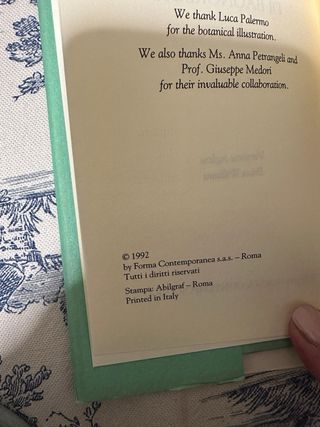 We thank Luca Palermo
for the botanical illustration.
We also thanks Ms. Anna Petrangeli and
Prof. Giuseppe Medori
for their invaluable collaboration.
© 1992
by Forma Contemporanea s.a.s. – Roma
Tutti i diritti riservati
Stampa: Abilgraf – Roma
Printed in Italy